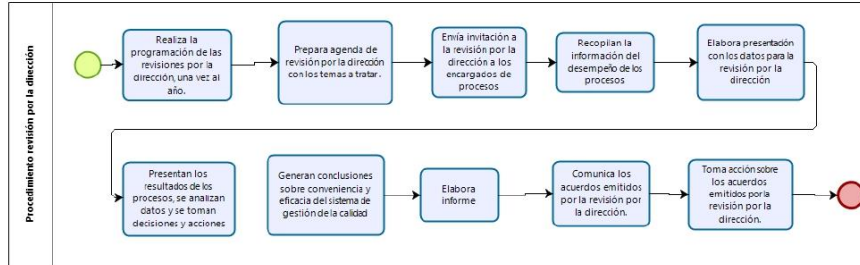 Procedimiento revisión por la dirección
Realiza la
programación de las
revisiones por la
dirección, una vez al
año.
Prepara agenda de
revisión por la dirección
con los temas a tratar.
Envía invitación a
la revisión por la
dirección a los
encargados de
procesos
Recopilan la
información del
desempeño de los
procesos
Elabora presentación
con los datos para la
revisión por la
dirección
Presentan los
resultados de los
procesos, se analizan
datos y se toman
decisiones y acciones
Generan conclusiones
sobre conveniencia y
eficacia del sistema de
gestión de la calidad
Elabora
informe
Comunica los
acuerdos emitidos
por la revisión por la
dirección.
Toma acción sobre
los acuerdos
emitidos por la
revisión por la
dirección.